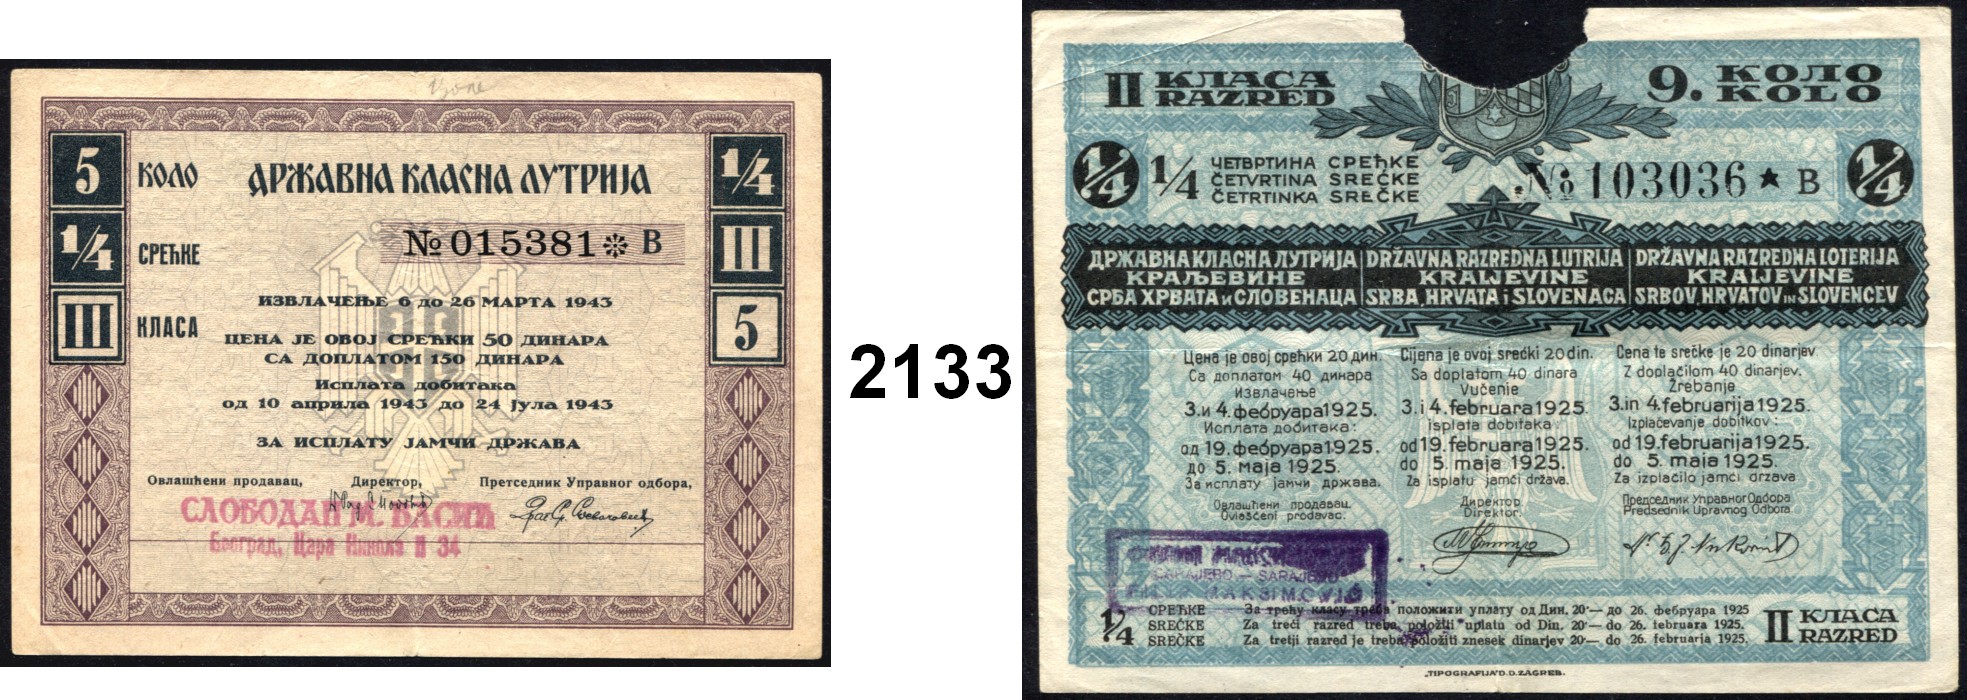 5
КОЛО
ДРЖАВНА КЛАСНА ЛУТРИЈА
1/4
1/4
СРЕЋКЕ
№ 015381 ※ В
III
III
КЛАСА
5
ИЗВЛАЧЕЊЕ 6 ДО 26 МАРТА 1943
ЦЕНА ЈЕ ОВОЈ СРЕЋКИ 50 ДИНАРА
СА ДОПЛАТОМ 150 ДИНАРА
Исплата добитака
од 10 априла 1943 до 24 јула 1943
ЗА ИСПЛАТУ ЈАМЧИ ДРЖАВА
Овлашћени продавац,
Директор,
Претседник Управног одбора,
СЛОБОДАН М. ВАСИЋ
Београд, Цара Николе II 34
2133
II КЛАСА
RAZRED
9. КОЛО
KOLO
1/4
1/4
ЧЕТВРТИНА СРЕЋКЕ
ČETVRTINA SREĆKE
ČETRTINKA SREČKE
№ 103036 ★ В
1/4
ДРЖАВНА КЛАСНА ЛУТРИЈА
КРАЉЕВИНЕ
СРБА ХРВАТА и СЛОВЕНАЦА
DRŽAVNA RAZREDNA LUTRIJA
KRALJEVINE
SRBA, HRVATA i SLOVENACA
DRŽAVNA RAZREDNA LOTERIJA
KRALJEVINE
SRBOV, HRVATOV IN SLOVENCEV
Цена је овој срећки 20 дин.
Са доплатом 40 динара
Извлачење
3. и 4. фебруара 1925.
Исплата добитака:
од 19. фебруара 1925.
до 5. маја 1925.
За исплату јамчи држава.
Cijena je ovoj srećki 20 din.
Sa doplatom 40 dinara
Vučenje
3. i 4. februara 1925.
isplata dobitaka:
od 19. februara 1925.
do 5. maja 1925.
Za isplatu jamči država.
Cena te srečke je 20 dinarjev
Z doplačilom 40 dinarjev.
Žrebanje
3. in 4. februarija 1925.
Izplačevanje dobitkov:
od 19. februarija 1925.
do 5. maja 1925.
Za izplačilo jamči država
Овлашћени продавац.
Ovlašćeni prodavac:
Директор
Direktor:
Председник Управног Одбора
Predsednik Upravnog Odbora
SARAJEVO
1/4
СРЕЋКЕ За трећу класу треба положити уплату од Дин. 20·— до 26. фебруара 1925
SREĆKE Za treći razred treba položiti uplatu od Din. 20·— do 26. februara 1925.
SREČKE Za tretji razred je treba položiti znesek dinarjev 20·— do 26. februarja 1925.
II КЛАСА
RAZRED
„TIPOGRAFIJA" D. D. ZAGREB.